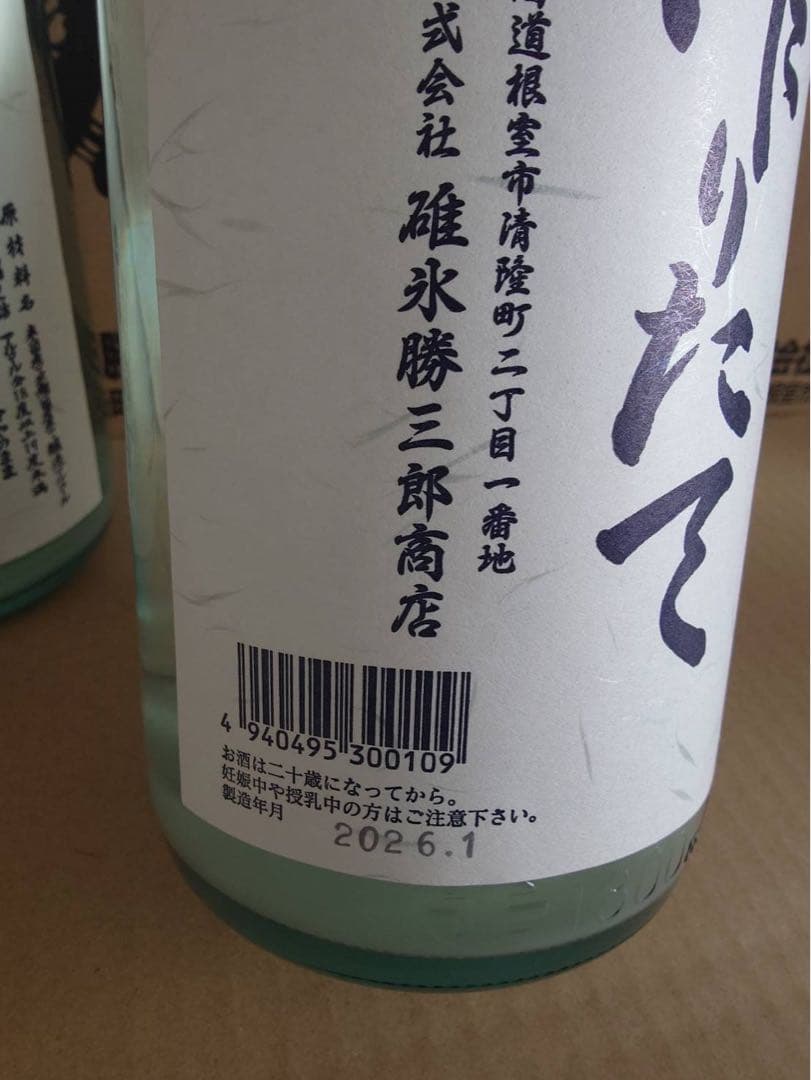 りたて
道根室市清隆町二丁目一番地
式会社 碓氷勝三郎商店
4 940495 300109
お酒は二十歳になってから。
妊娠中や授乳中の方はご注意下さい。
製造年月 2026.1
原材料名